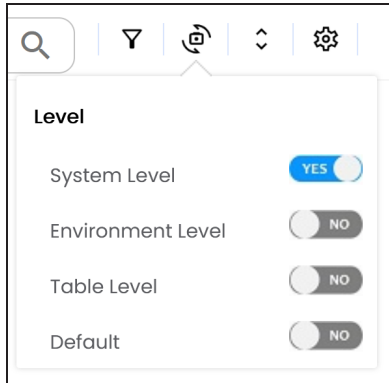 Level
System Level YES
Environment Level NO
Table Level NO
Default NO